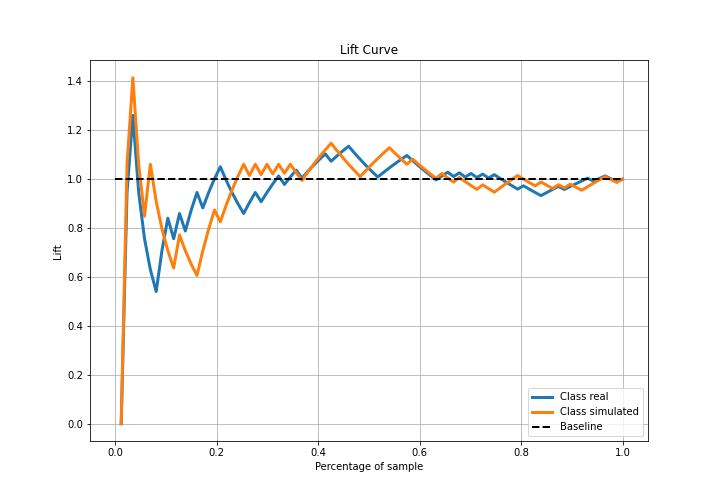 Lift Curve
1.4
1.2
1.0
0.8
0.6
0.4
0.2
0.0
Lift
0.0 0.2 0.4 0.6 0.8 1.0
Percentage of sample
Class real
Class simulated
Baseline